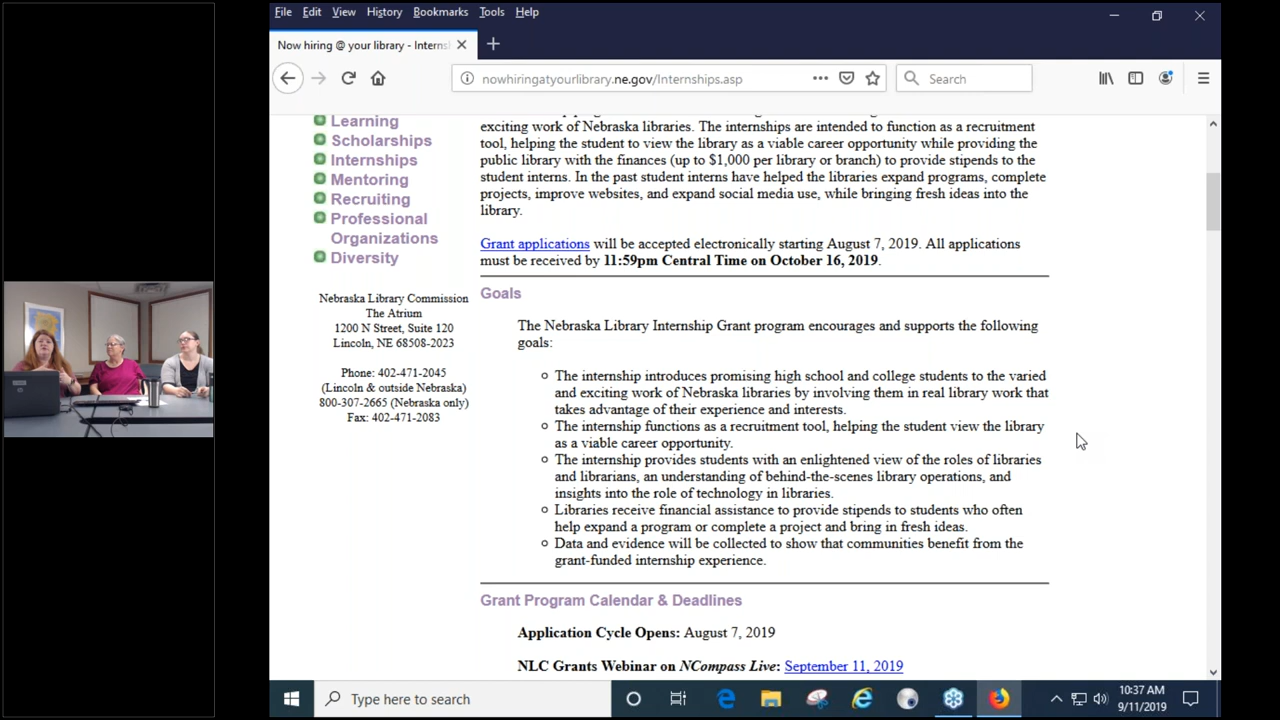 File Edit View History Bookmarks Tools Help
Now hiring @ your library - Interns
nowhiringatyourlibrary.ne.gov/Internships.asp
Search
Learning
Scholarships
Internships
Mentoring
Recruiting
Professional
Organizations
Diversity
Nebraska Library Commission
The Atrium
1200 N Street, Suite 120
Lincoln, NE 68508-2023
Phone: 402-471-2045
(Lincoln & outside Nebraska)
800-307-2665 (Nebraska only)
Fax: 402-471-2083
exciting work of Nebraska libraries. The internships are intended to function as a recruitment
tool, helping the student to view the library as a viable career opportunity while providing the
public library with the finances (up to $1,000 per library or branch) to provide stipends to the
student interns. In the past student interns have helped the libraries expand programs, complete
projects, improve websites, and expand social media use, while bringing fresh ideas into the
library.
Grant applications will be accepted electronically starting August 7, 2019. All applications
must be received by 11:59pm Central Time on October 16, 2019.
Goals
The Nebraska Library Internship Grant program encourages and supports the following
goals:
The internship introduces promising high school and college students to the varied
and exciting work of Nebraska libraries by involving them in real library work that
takes advantage of their experience and interests.
The internship functions as a recruitment tool, helping the student view the library
as a viable career opportunity.
The internship provides students with an enlightened view of the roles of libraries
and librarians, an understanding of behind-the-scenes library operations, and
insights into the role of technology in libraries.
Libraries receive financial assistance to provide stipends to students who often
help expand a program or complete a project and bring in fresh ideas.
Data and evidence will be collected to show that communities benefit from the
grant-funded internship experience.
Grant Program Calendar & Deadlines
Application Cycle Opens: August 7, 2019
NLC Grants Webinar on NCompass Live: September 11, 2019
Type here to search
10:37 AM
9/11/2019